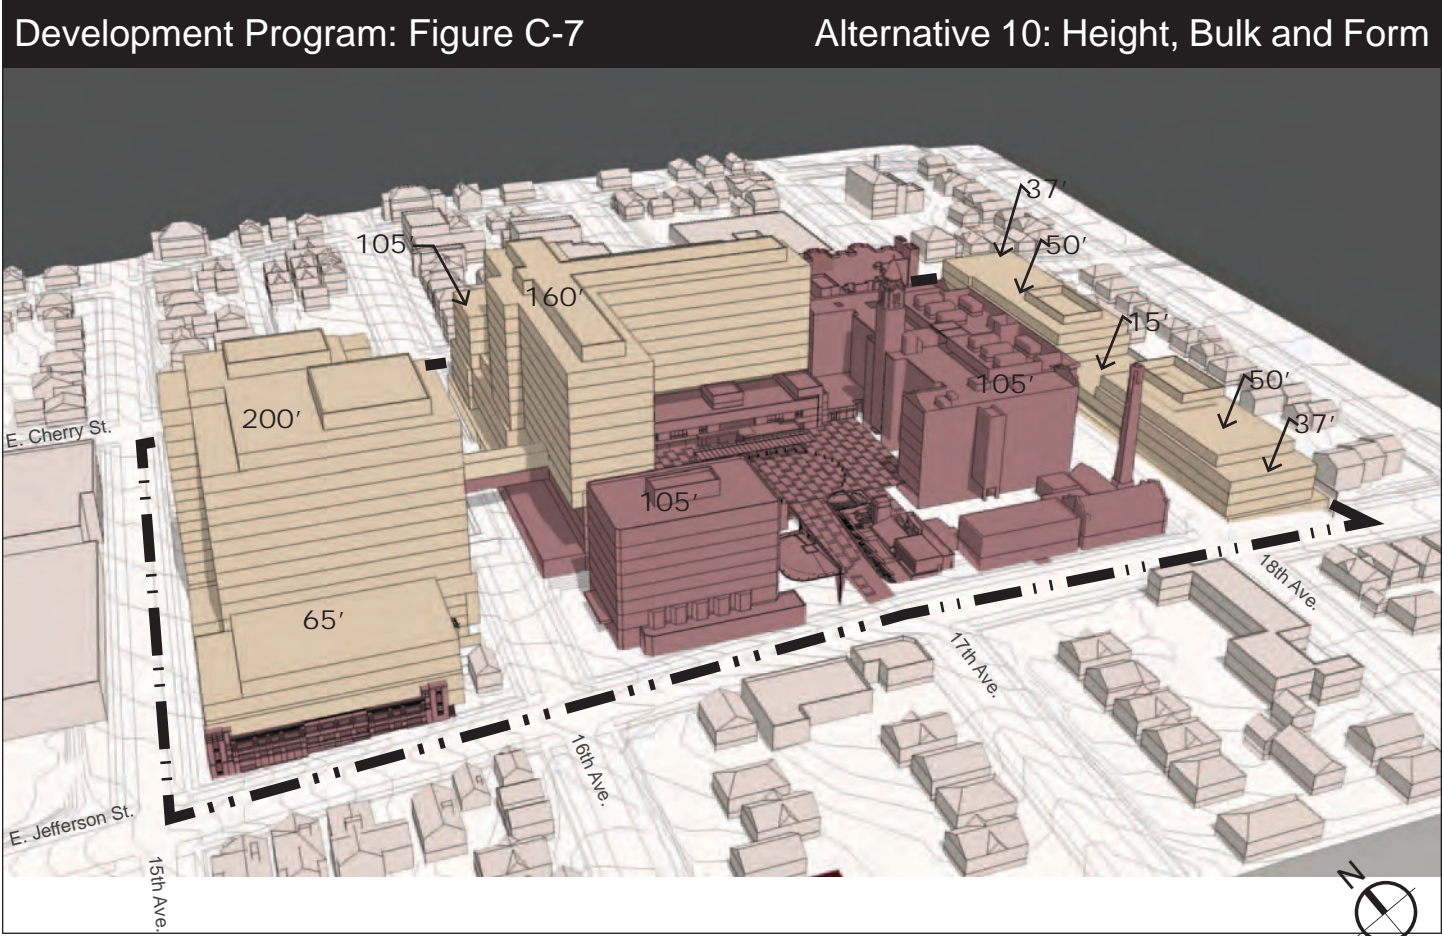 Development Program: Figure C-7
Alternative 10: Height, Bulk and Form
37'
105'
50'
160'
15'
50'
105'
200'
37'
E. Cherry St.
105'
65'
18th Ave.
17th Ave.
16th Ave.
E. Jefferson St.
15th Ave.
N